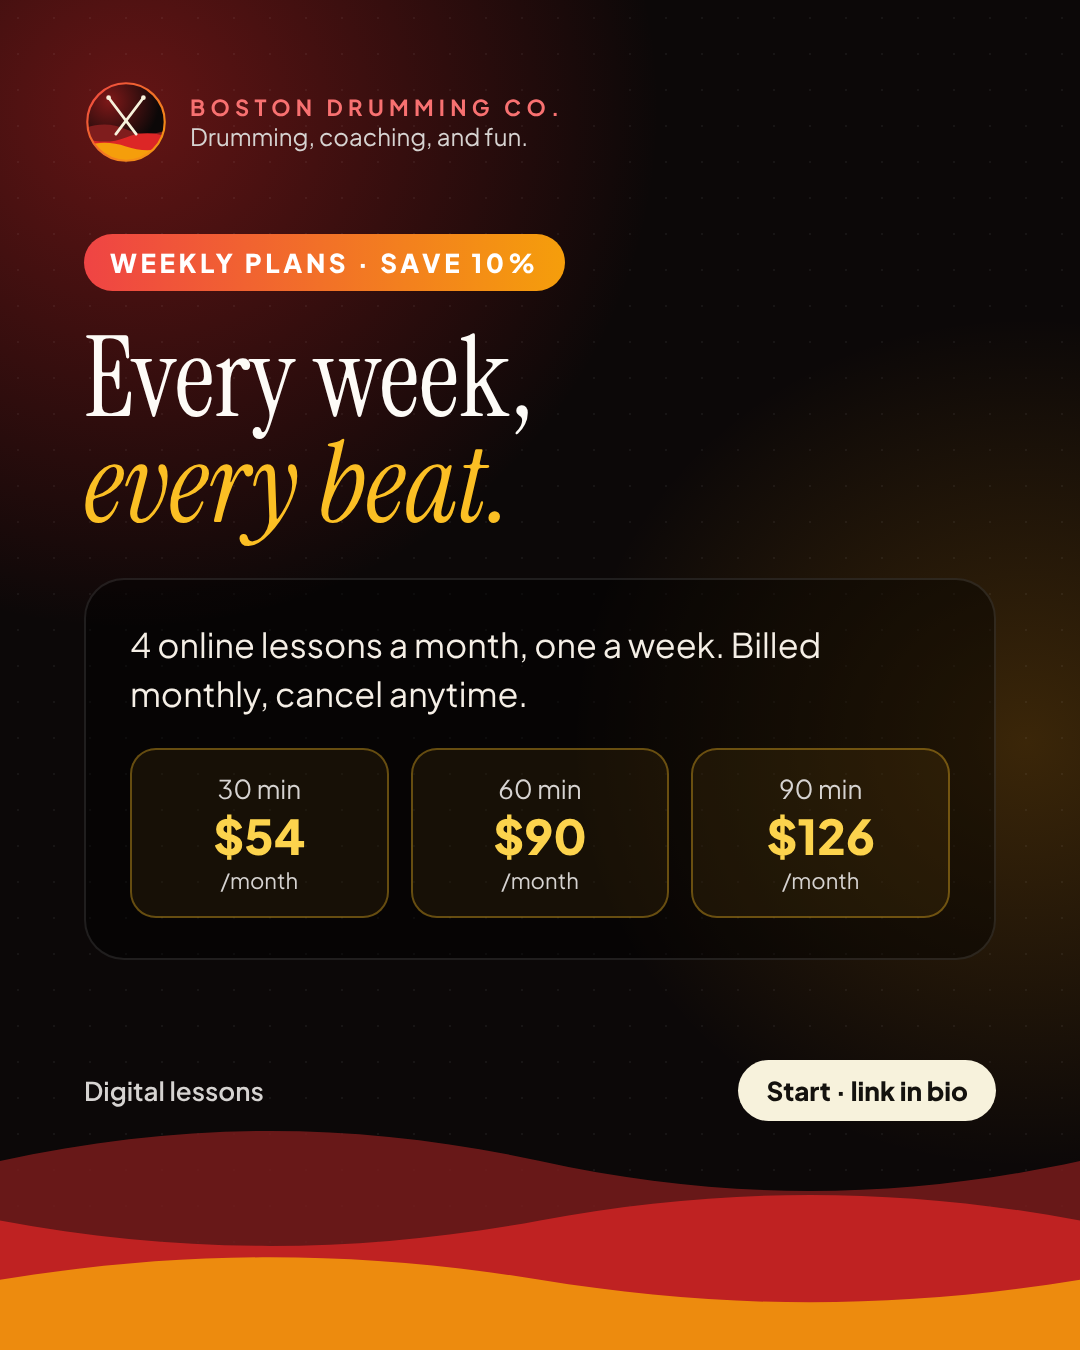 BOSTON DRUMMING CO.
Drumming, coaching, and fun.
WEEKLY PLANS · SAVE 10%
Every week,
every beat.
4 online lessons a month, one a week. Billed
monthly, cancel anytime.
30 min
$54
/month
60 min
$90
/month
90 min
$126
/month
Digital lessons
Start · link in bio